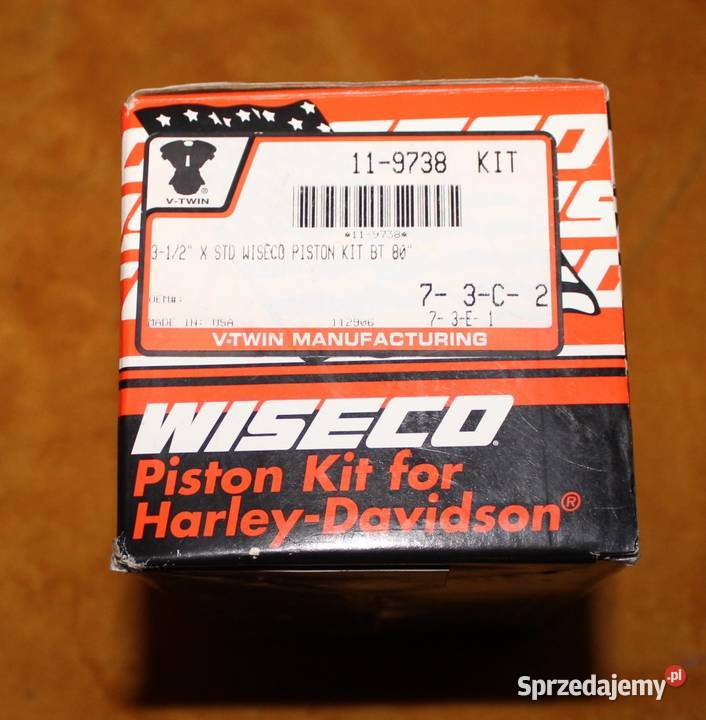 11-9738 KIT
V-TWIN®
*11-9738*
3-1/2" X STD WISECO PISTON KIT BT 80"
OEM#:
7- 3-C- 2
MADE IN: USA 112906 7- 3-E- 1
V-TWIN MANUFACTURING
WISECO
Piston Kit for
Harley-Davidson®
Sprzedajemy.pl